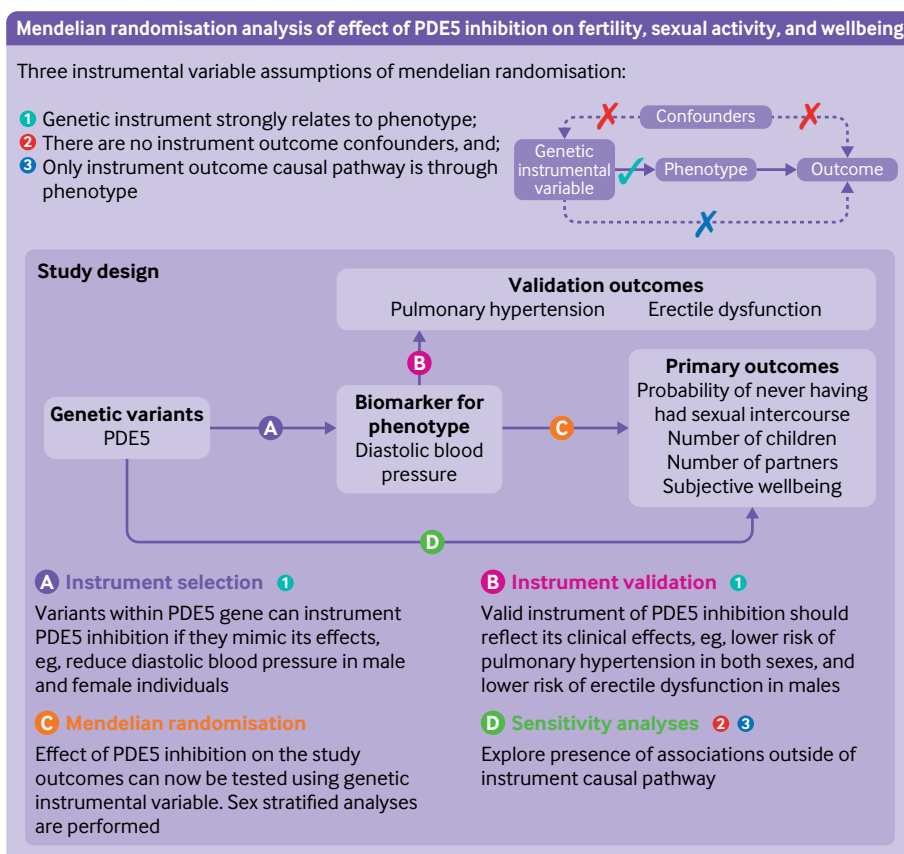 Mendelian randomisation analysis of effect of PDE5 inhibition on fertility, sexual activity, and wellbeing
Three instrumental variable assumptions of mendelian randomisation:
1 Genetic instrument strongly relates to phenotype;
2 There are no instrument outcome confounders, and;
3 Only instrument outcome causal pathway is through
phenotype
Confounders
Genetic
instrumental
variable
Phenotype
Outcome
Study design
Validation outcomes
Pulmonary hypertension Erectile dysfunction
B
Genetic variants
PDE5
A
Biomarker for
phenotype
Diastolic blood
pressure
C
Primary outcomes
Probability of never having
had sexual intercourse
Number of children
Number of partners
Subjective wellbeing
D
A Instrument selection 1
Variants within PDE5 gene can instrument
PDE5 inhibition if they mimic its effects,
eg, reduce diastolic blood pressure in male
and female individuals
B Instrument validation 1
Valid instrument of PDE5 inhibition should
reflect its clinical effects, eg, lower risk of
pulmonary hypertension in both sexes, and
lower risk of erectile dysfunction in males
C Mendelian randomisation
Effect of PDE5 inhibition on the study
outcomes can now be tested using genetic
instrumental variable. Sex stratified analyses
are performed
D Sensitivity analyses 2 3
Explore presence of associations outside of
instrument causal pathway